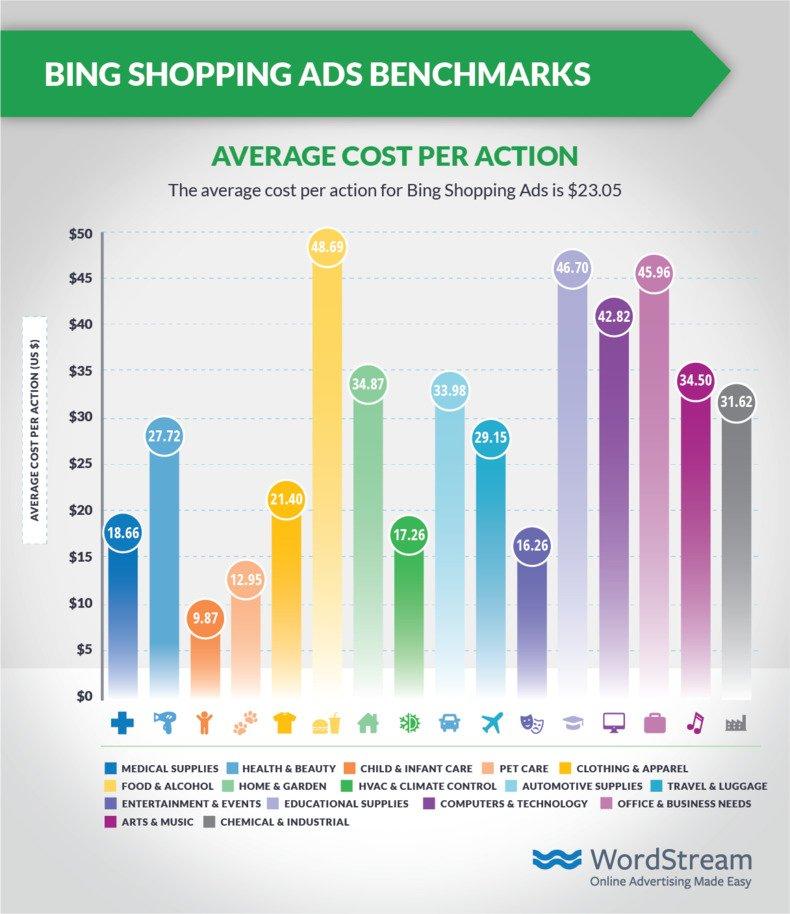 BING SHOPPING ADS BENCHMARKS
AVERAGE COST PER ACTION
The average cost per action for Bing Shopping Ads is $23.05
AVERAGE COST PER ACTION (US $)
$50
$45
$40
$35
$30
$25
$20
$15
$10
$5
$0
18.66
27.72
9.87
12.95
21.40
48.69
34.87
17.26
33.98
29.15
16.26
46.70
42.82
45.96
34.50
31.62
MEDICAL SUPPLIES HEALTH & BEAUTY CHILD & INFANT CARE PET CARE CLOTHING & APPAREL
FOOD & ALCOHOL HOME & GARDEN HVAC & CLIMATE CONTROL AUTOMOTIVE SUPPLIES TRAVEL & LUGGAGE
ENTERTAINMENT & EVENTS EDUCATIONAL SUPPLIES COMPUTERS & TECHNOLOGY OFFICE & BUSINESS NEEDS
ARTS & MUSIC CHEMICAL & INDUSTRIAL
WordStream
Online Advertising Made Easy